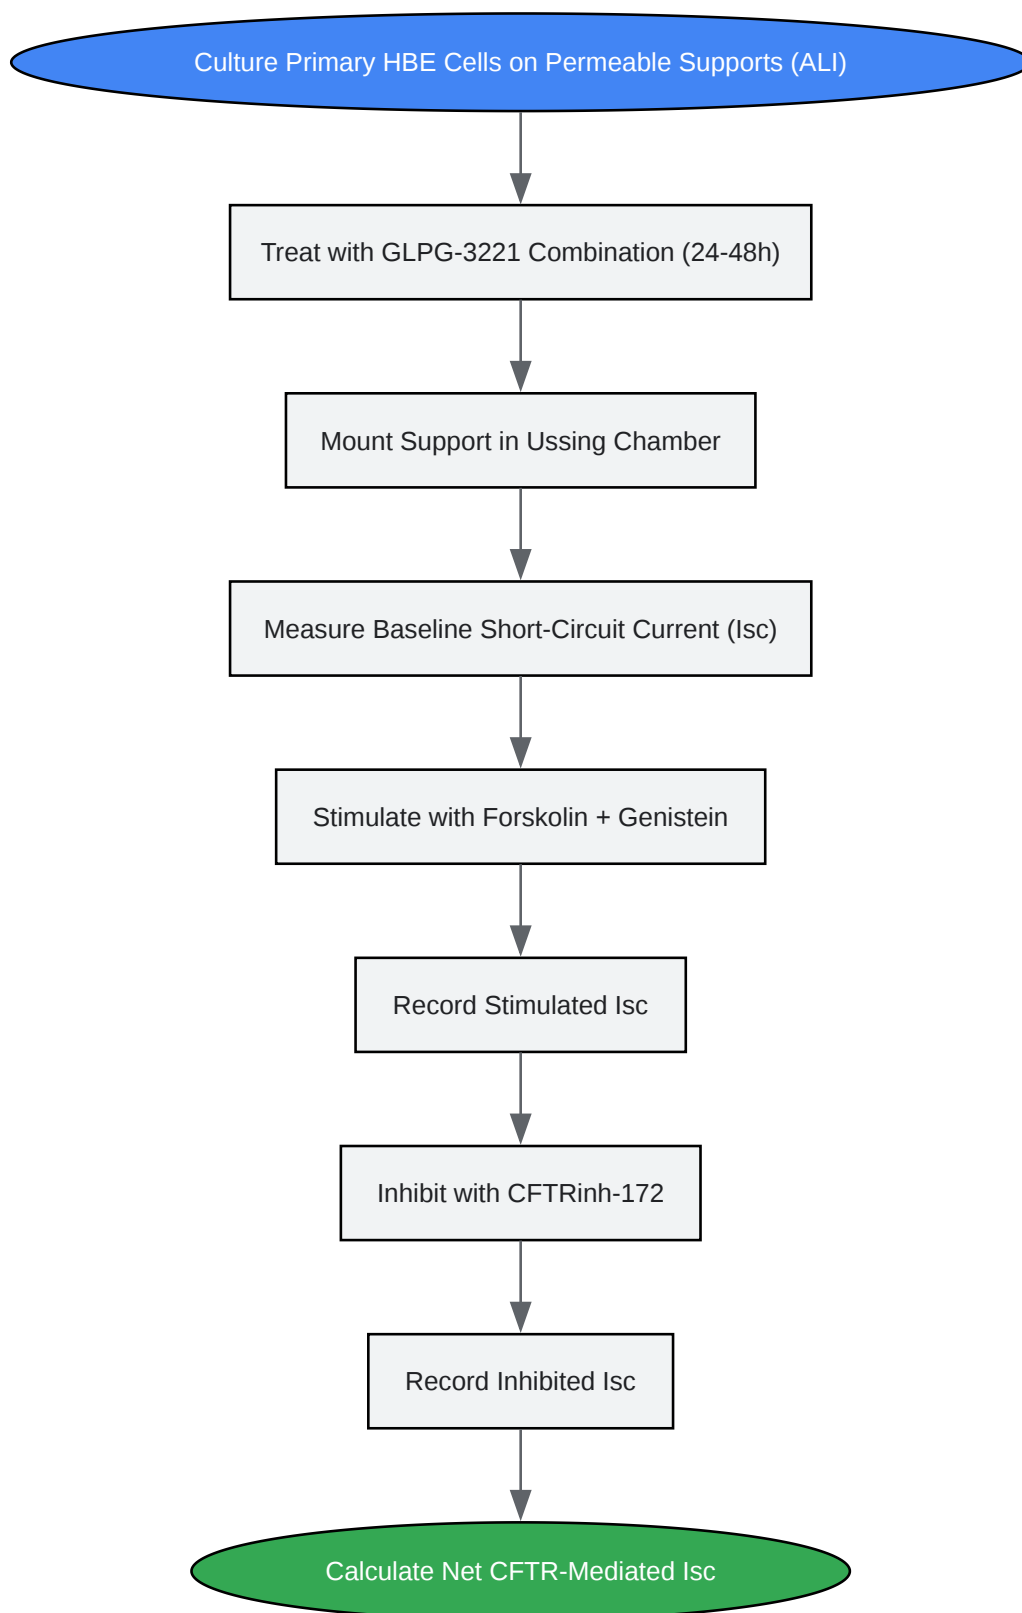 Culture Primary HBE Cells on Permeable Supports (ALI)
Treat with GLPG-3221 Combination (24-48h)
Mount Support in Ussing Chamber
Measure Baseline Short-Circuit Current (Isc)
Stimulate with Forskolin + Genistein
Record Stimulated Isc
Inhibit with CFTRinh-172
Record Inhibited Isc
Calculate Net CFTR-Mediated Isc